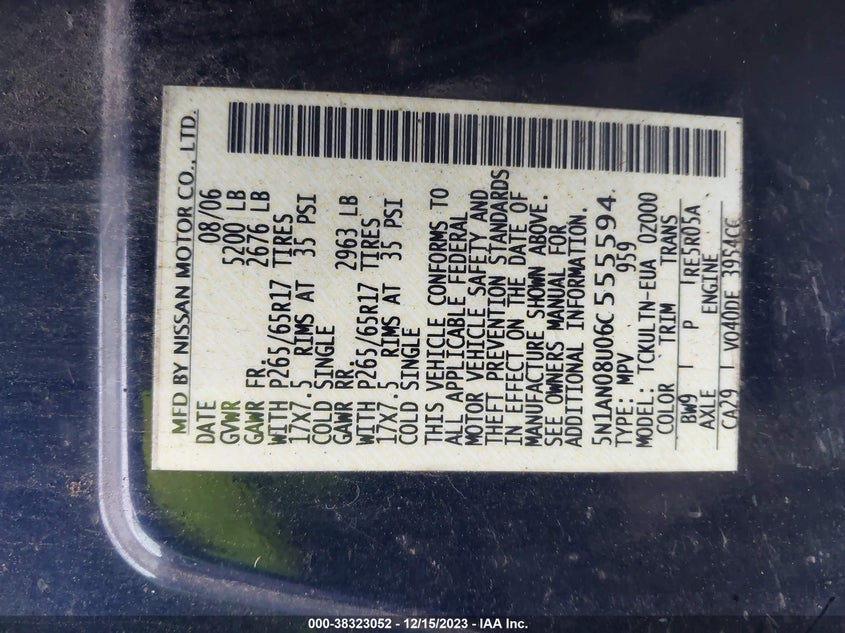 MFD BY NISSAN MOTOR CO., LTD.
DATE 08/06
GVWR 5200 LB
GAWR FR. 2676 LB
WITH P265/65R17 TIRES
17X7.5 RIMS AT 35 PSI
COLD SINGLE
GAWR RR. 2963 LB
WITH P265/65R17 TIRES
17X7.5 RIMS AT 35 PSI
COLD SINGLE
THIS VEHICLE CONFORMS TO
ALL APPLICABLE FEDERAL
MOTOR VEHICLE SAFETY AND
THEFT PREVENTION STANDARDS
IN EFFECT ON THE DATE OF
MANUFACTURE SHOWN ABOVE.
SEE OWNERS MANUAL FOR
ADDITIONAL INFORMATION.
5N1AN08U06C555594.
TYPE: MPV 959
MODEL: TCKULTN-EUA 0Z000
COLOR TRIM TRANS
BW9 P RE5R05A
AXLE ENGINE
CA29 VQ40DE 3954CC
000-38323052 - 12/15/2023 - IAA Inc.